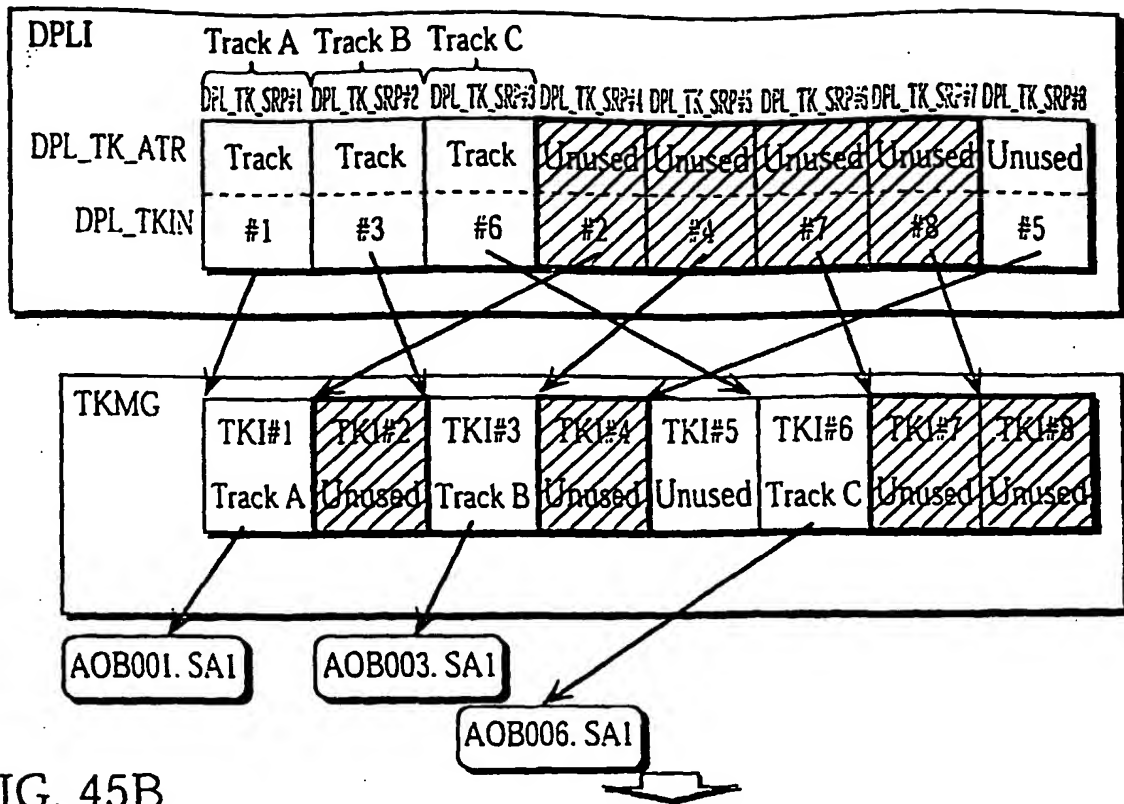 DPLI
Track A Track B Track C
DPL_TK_SRP#1 DPL_TK_SRP#2 DPL_TK_SRP#3 DPL_TK_SRP#4 DPL_TK_SRP#5 DPL_TK_SRP#6 DPL_TK_SRP#7 DPL_TK_SRP#8
DPL_TK_ATR Track Track Track Unused Unused Unused Unused Unused
DPL_TKIN #1 #3 #6 #2 #4 #7 #8 #5
TKMG
TKI#1 TKI#2 TKI#3 TKI#4 TKI#5 TKI#6 TKI#7 TKI#8
Track A Unused Track B Unused Unused Track C Unused Unused
AOB001. SA1 AOB003. SA1
AOB006. SA1
IG. 45B